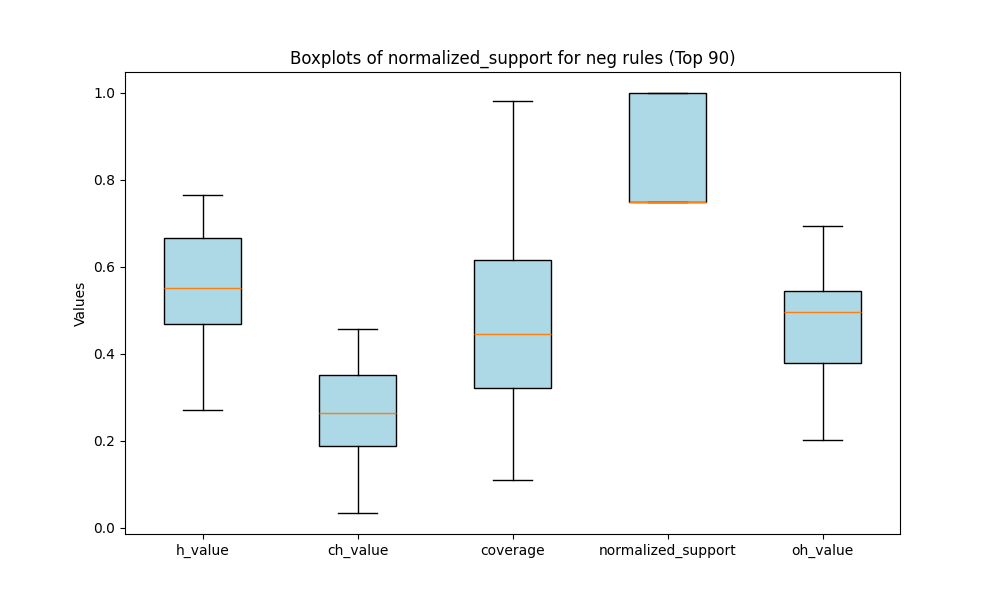 Boxplots of normalized_support for neg rules (Top 90)
Values
1.0
0.8
0.6
0.4
0.2
0.0
h_value
ch_value
coverage
normalized_support
oh_value